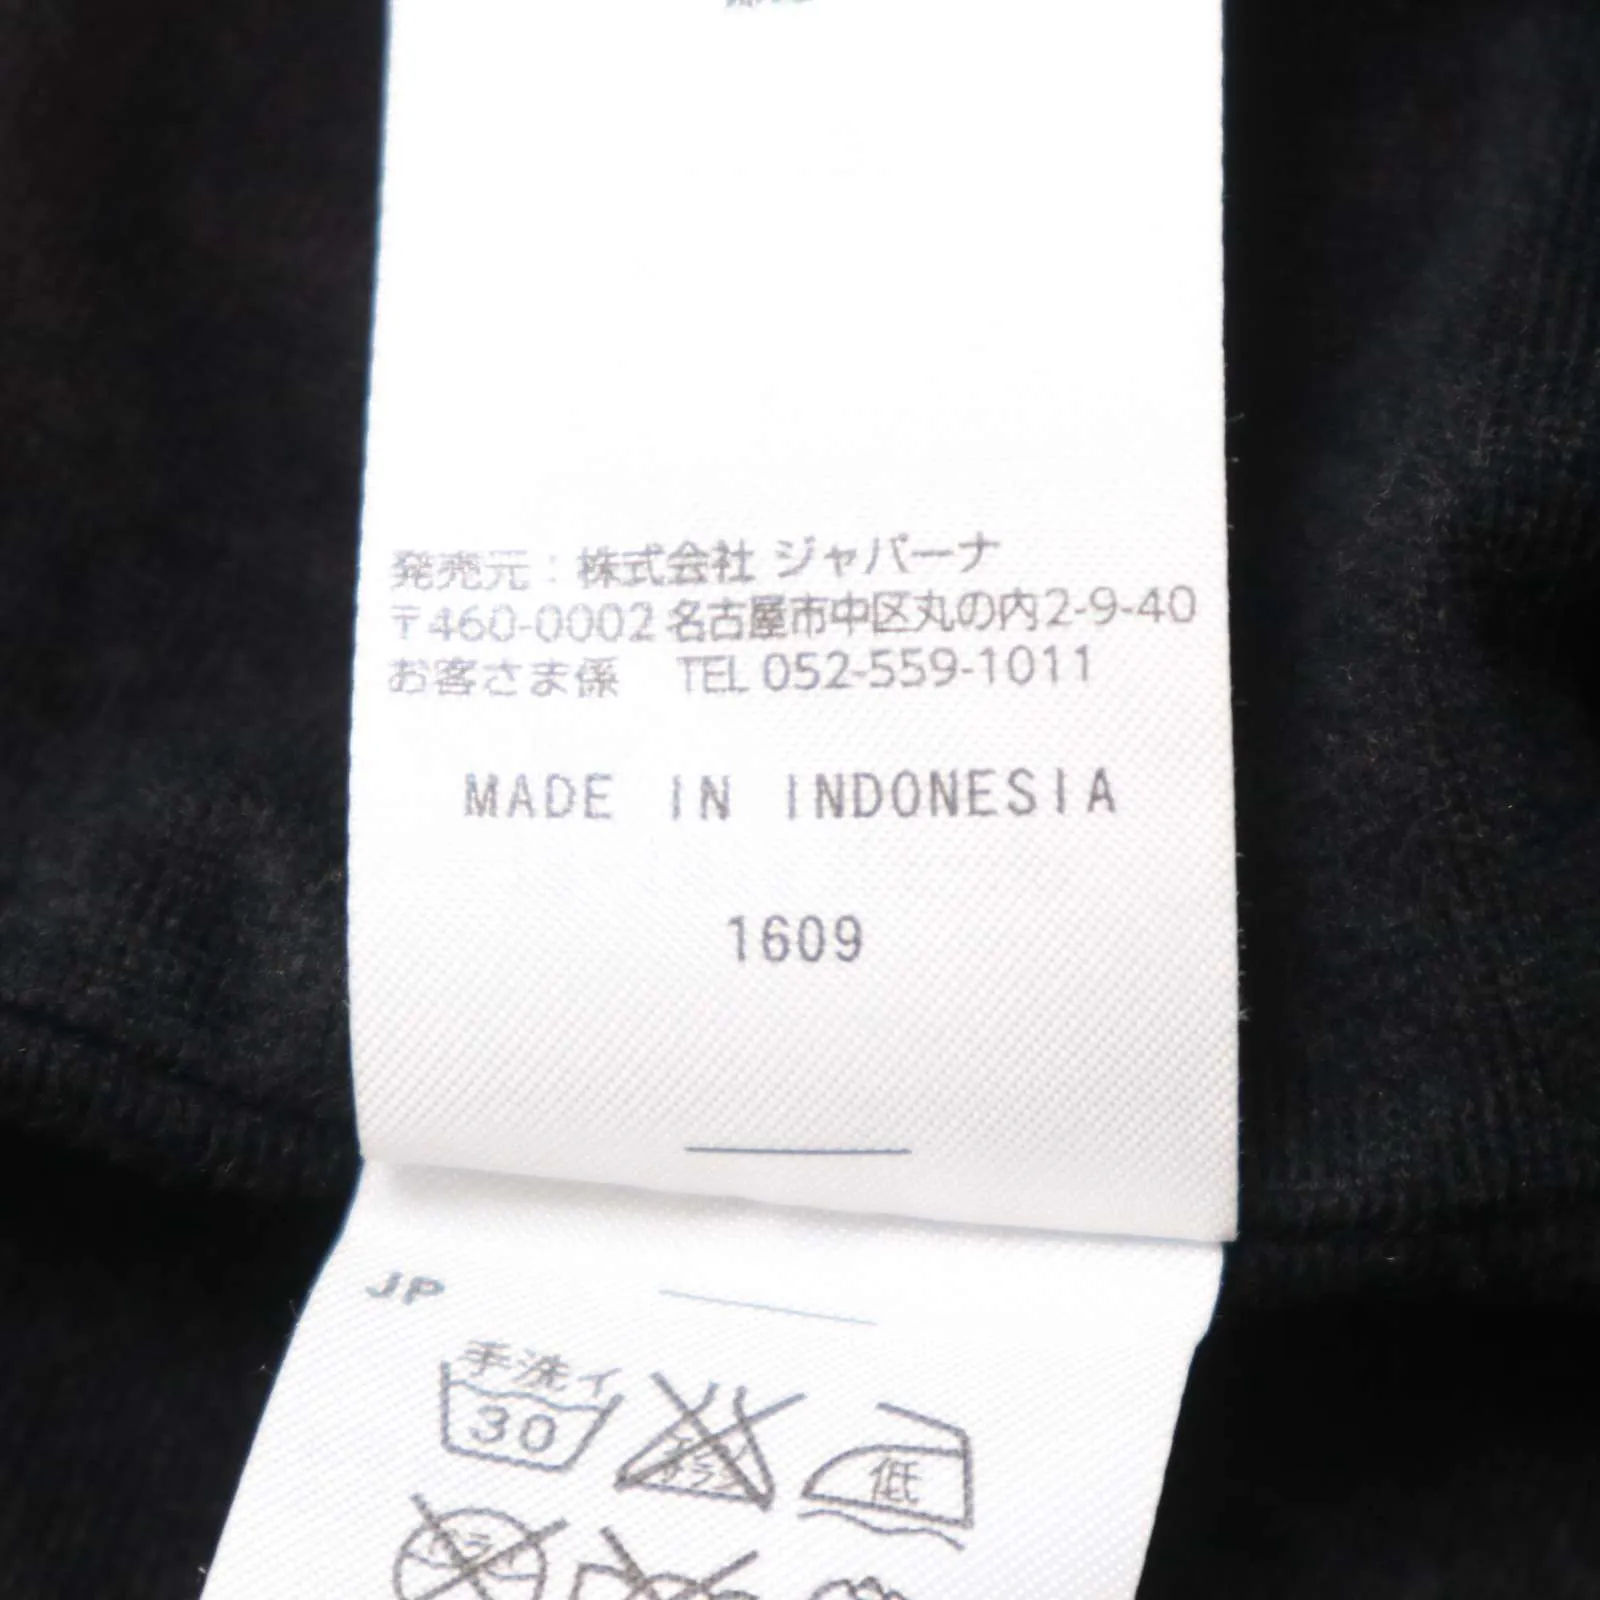 発売元：株式会社 ジャバーナ
〒460-0002 名古屋市中区丸の内2-9-40
お客さま係 TEL 052-559-1011
MADE IN INDONESIA
1609
JP
手洗イ
30
低